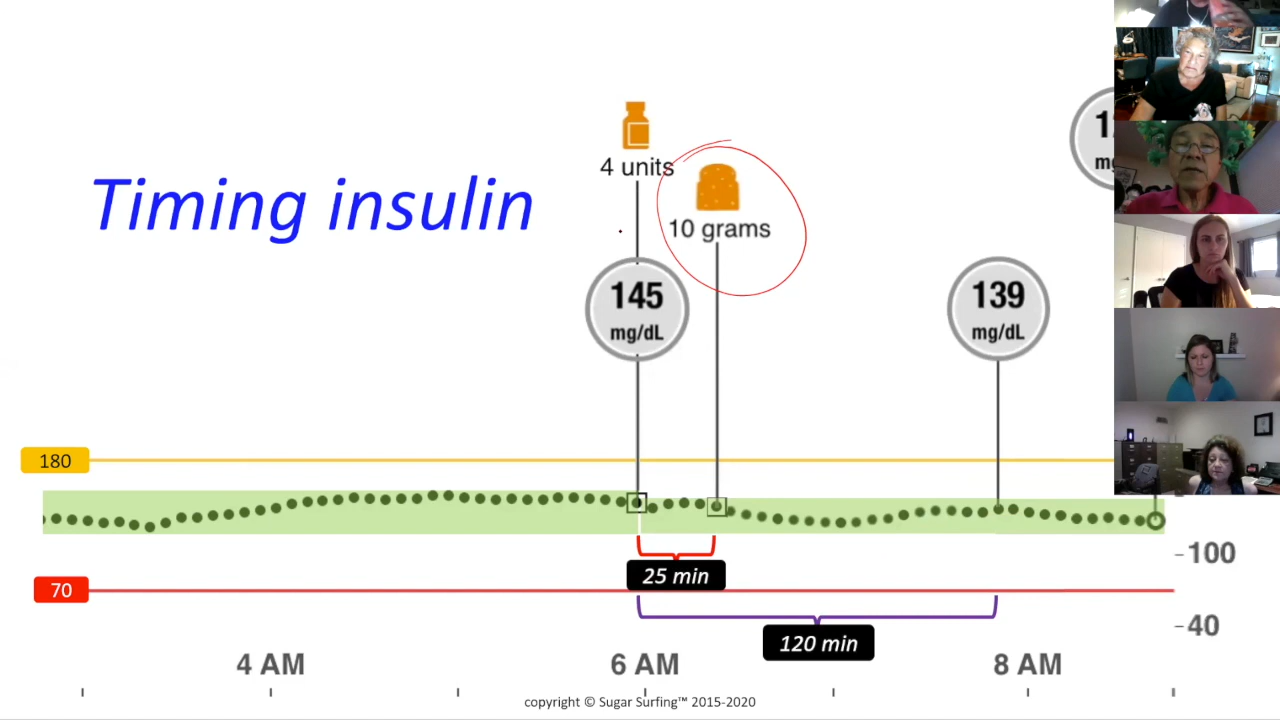 4 units
Timing insulin
10 grams
145
mg/dL
139
mg/dL
180
25 min
-100
70
120 min
-40
4 AM
6 AM
8 AM
copyright © Sugar Surfing™ 2015-2020